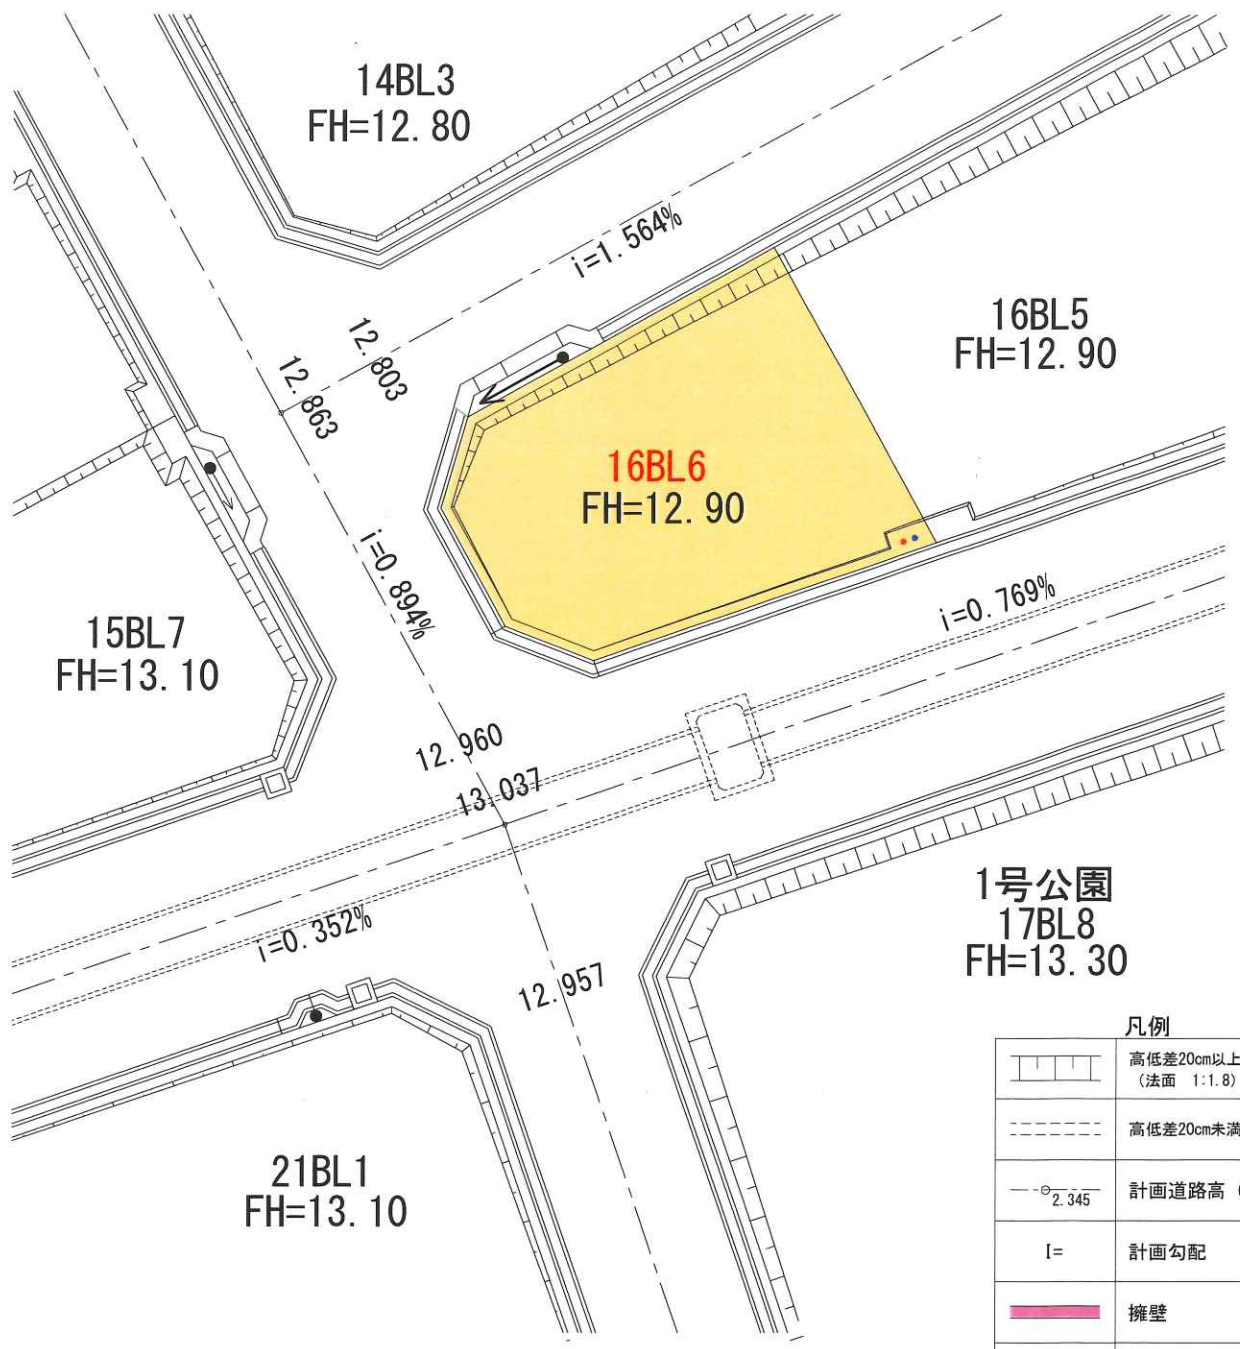 14BL3
FH=12.80
i=1.564%
16BL5
FH=12.90
12.803
12.863
16BL6
FH=12.90
i=0.894%
i=0.769%
15BL7
FH=13.10
12.960
13.037
1号公園
17BL8
FH=13.30
i=0.352%
12.957
21BL1
FH=13.10
凡例
高低差20cm以上
(法面 1:1.8)
高低差20cm未満
2.345
計画道路高 (
I=
計画勾配
擁壁